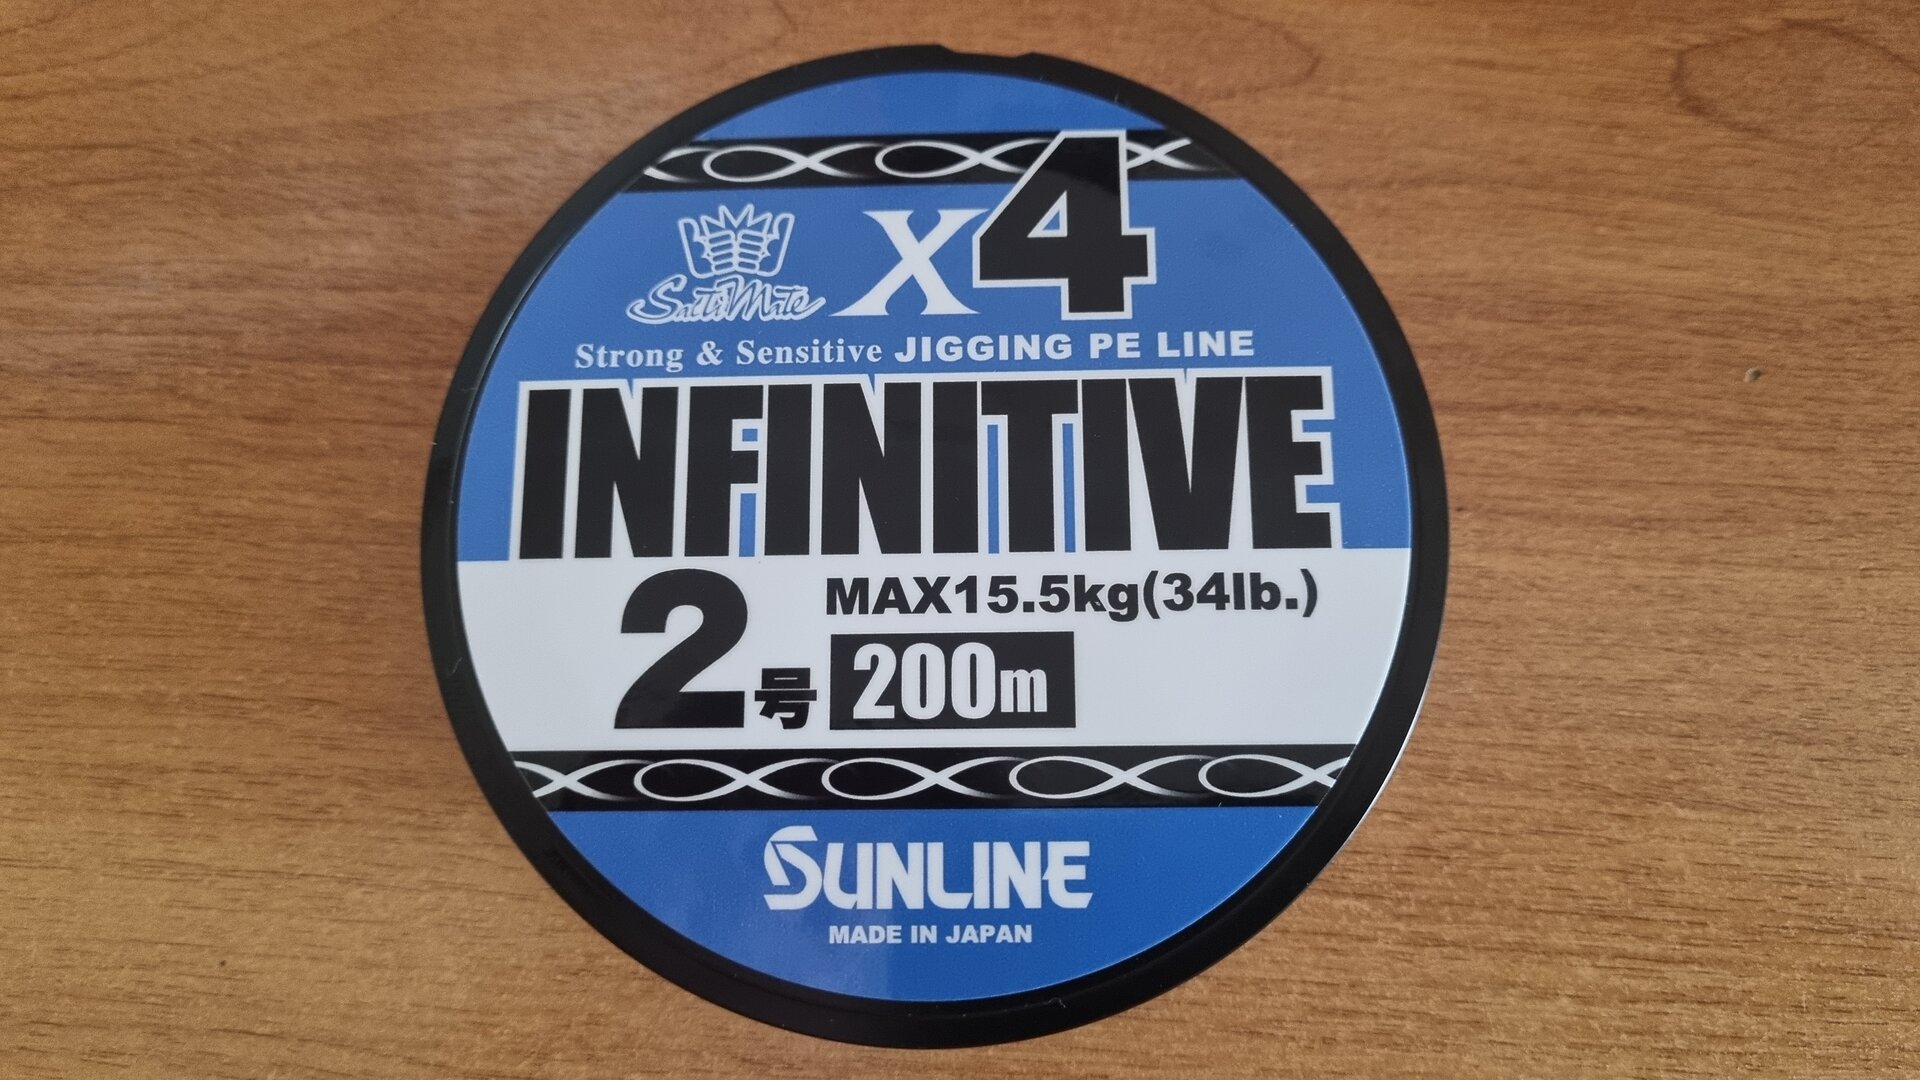 X4
SaltiMate
Strong & Sensitive JIGGING PE LINE
INFINITIVE
2号
MAX15.5kg(34lb.)
200m
SUNLINE
MADE IN JAPAN